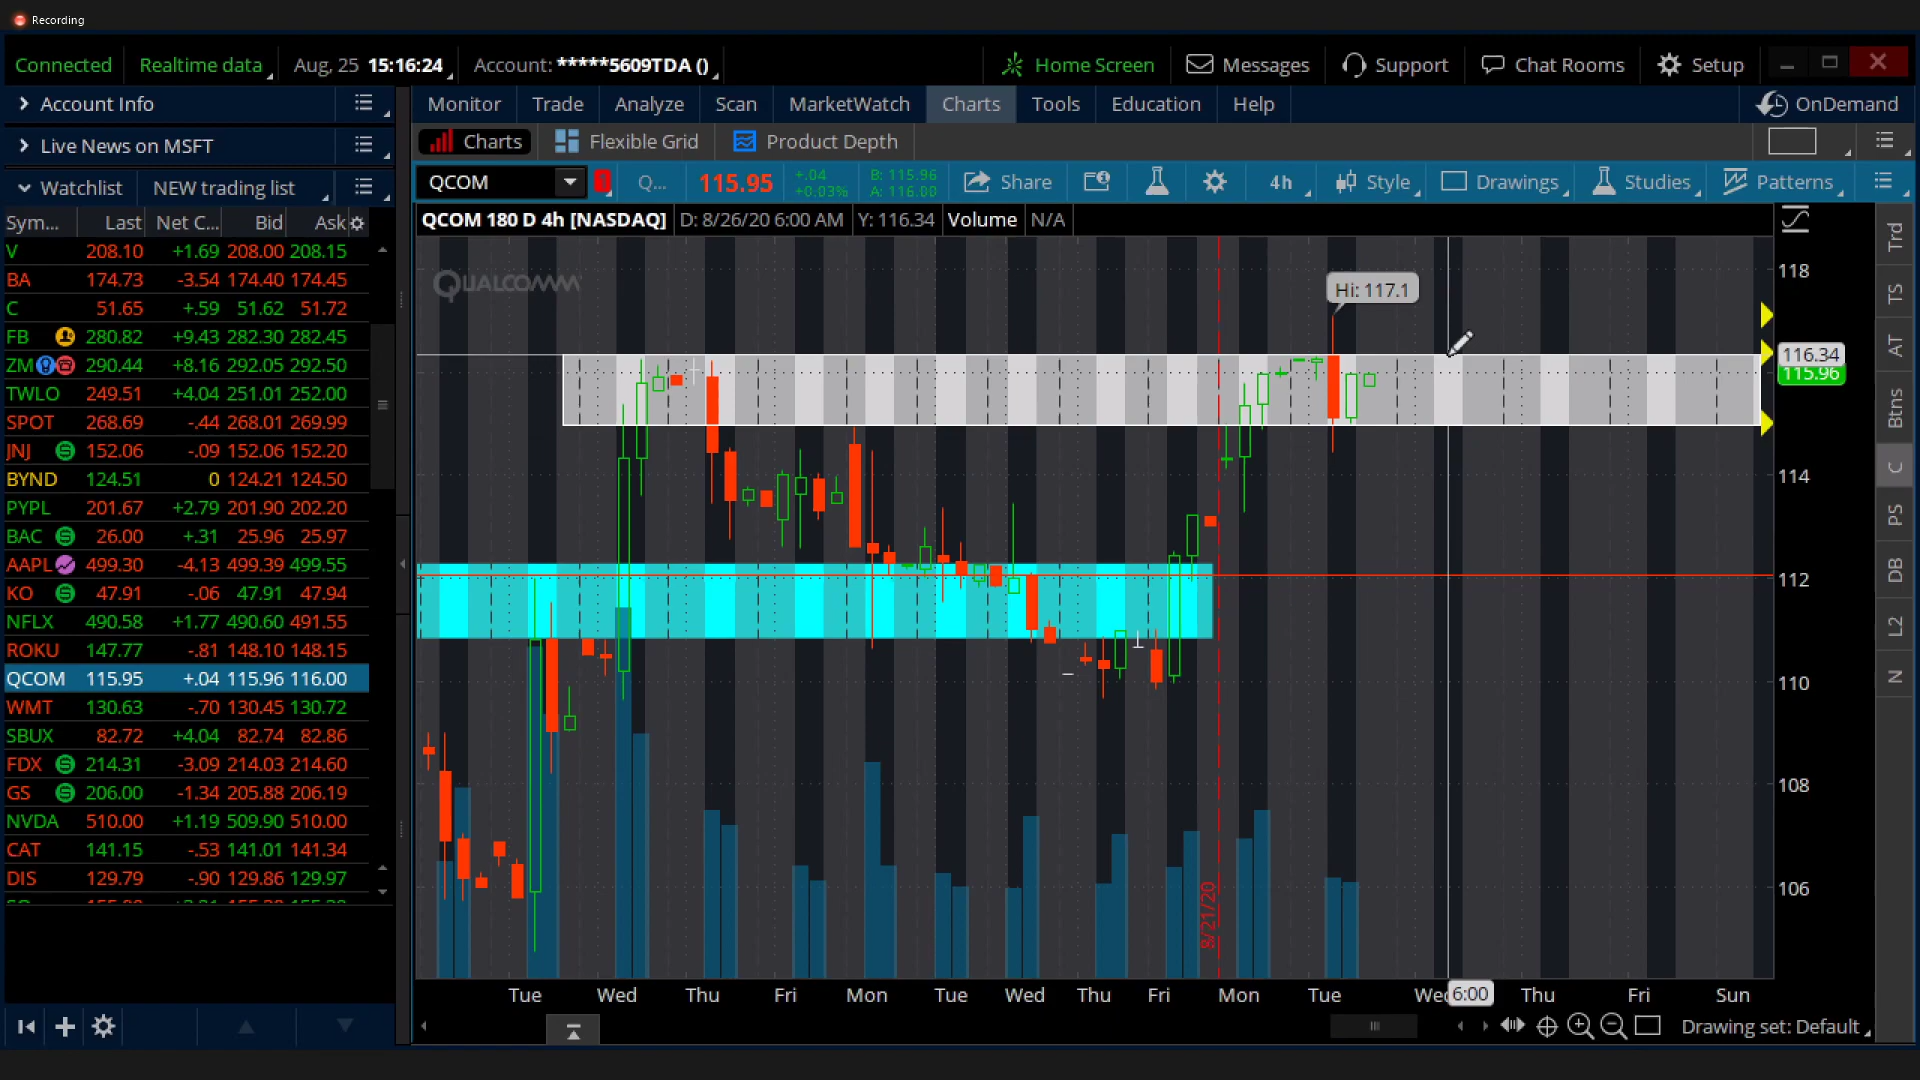 Recording
Connected Realtime data Aug, 25 15:16:24 Account: *****5609TDA () Home Screen Messages Support Chat Rooms Setup
Account Info Monitor Trade Analyze Scan MarketWatch Charts Tools Education Help OnDemand
Live News on MSFT Charts Flexible Grid Product Depth
Watchlist NEW trading list QCOM Q... 115.95 +.04 +0.03% B: 115.96 A: 116.00 Share 4h Style Drawings Studies Patterns
Sym... Last Net C... Bid Ask QCOM 180 D 4h [NASDAQ] D: 8/26/20 6:00 AM Y: 116.34 Volume N/A
V 208.10 +1.69 208.00 208.15
BA 174.73 -3.54 174.40 174.45
C 51.65 +.59 51.62 51.72
FB 280.82 +9.43 282.30 282.45
ZM 290.44 +8.16 292.05 292.50
TWLO 249.51 +4.04 251.01 252.00
SPOT 268.69 -.44 268.01 269.99
JNJ 152.06 -.09 152.06 152.20
BYND 124.51 0 124.21 124.50
PYPL 201.67 +2.79 201.90 202.20
BAC 26.00 +.31 25.96 25.97
AAPL 499.30 -4.13 499.39 499.55
KO 47.91 -.06 47.91 47.94
NFLX 490.58 +1.77 490.60 491.55
ROKU 147.77 -.81 148.10 148.15
QCOM 115.95 +.04 115.96 116.00
WMT 130.63 -.70 130.45 130.72
SBUX 82.72 +4.04 82.74 82.86
FDX 214.31 -3.09 214.03 214.60
GS 206.00 -1.34 205.88 206.19
NVDA 510.00 +1.19 509.90 510.00
CAT 141.15 -.53 141.01 141.34
DIS 129.79 -.90 129.86 129.97
QUALCOMM
Hi: 117.1
118
116.34
115.96
114
112
110
108
106
8/21/20
Tue Wed Thu Fri Mon Tue Wed Thu Fri Mon Tue 6:00 Thu Fri Sun
Drawing set: Default
Trd
TS
AT
Btns
C
PS
DB
L2
N